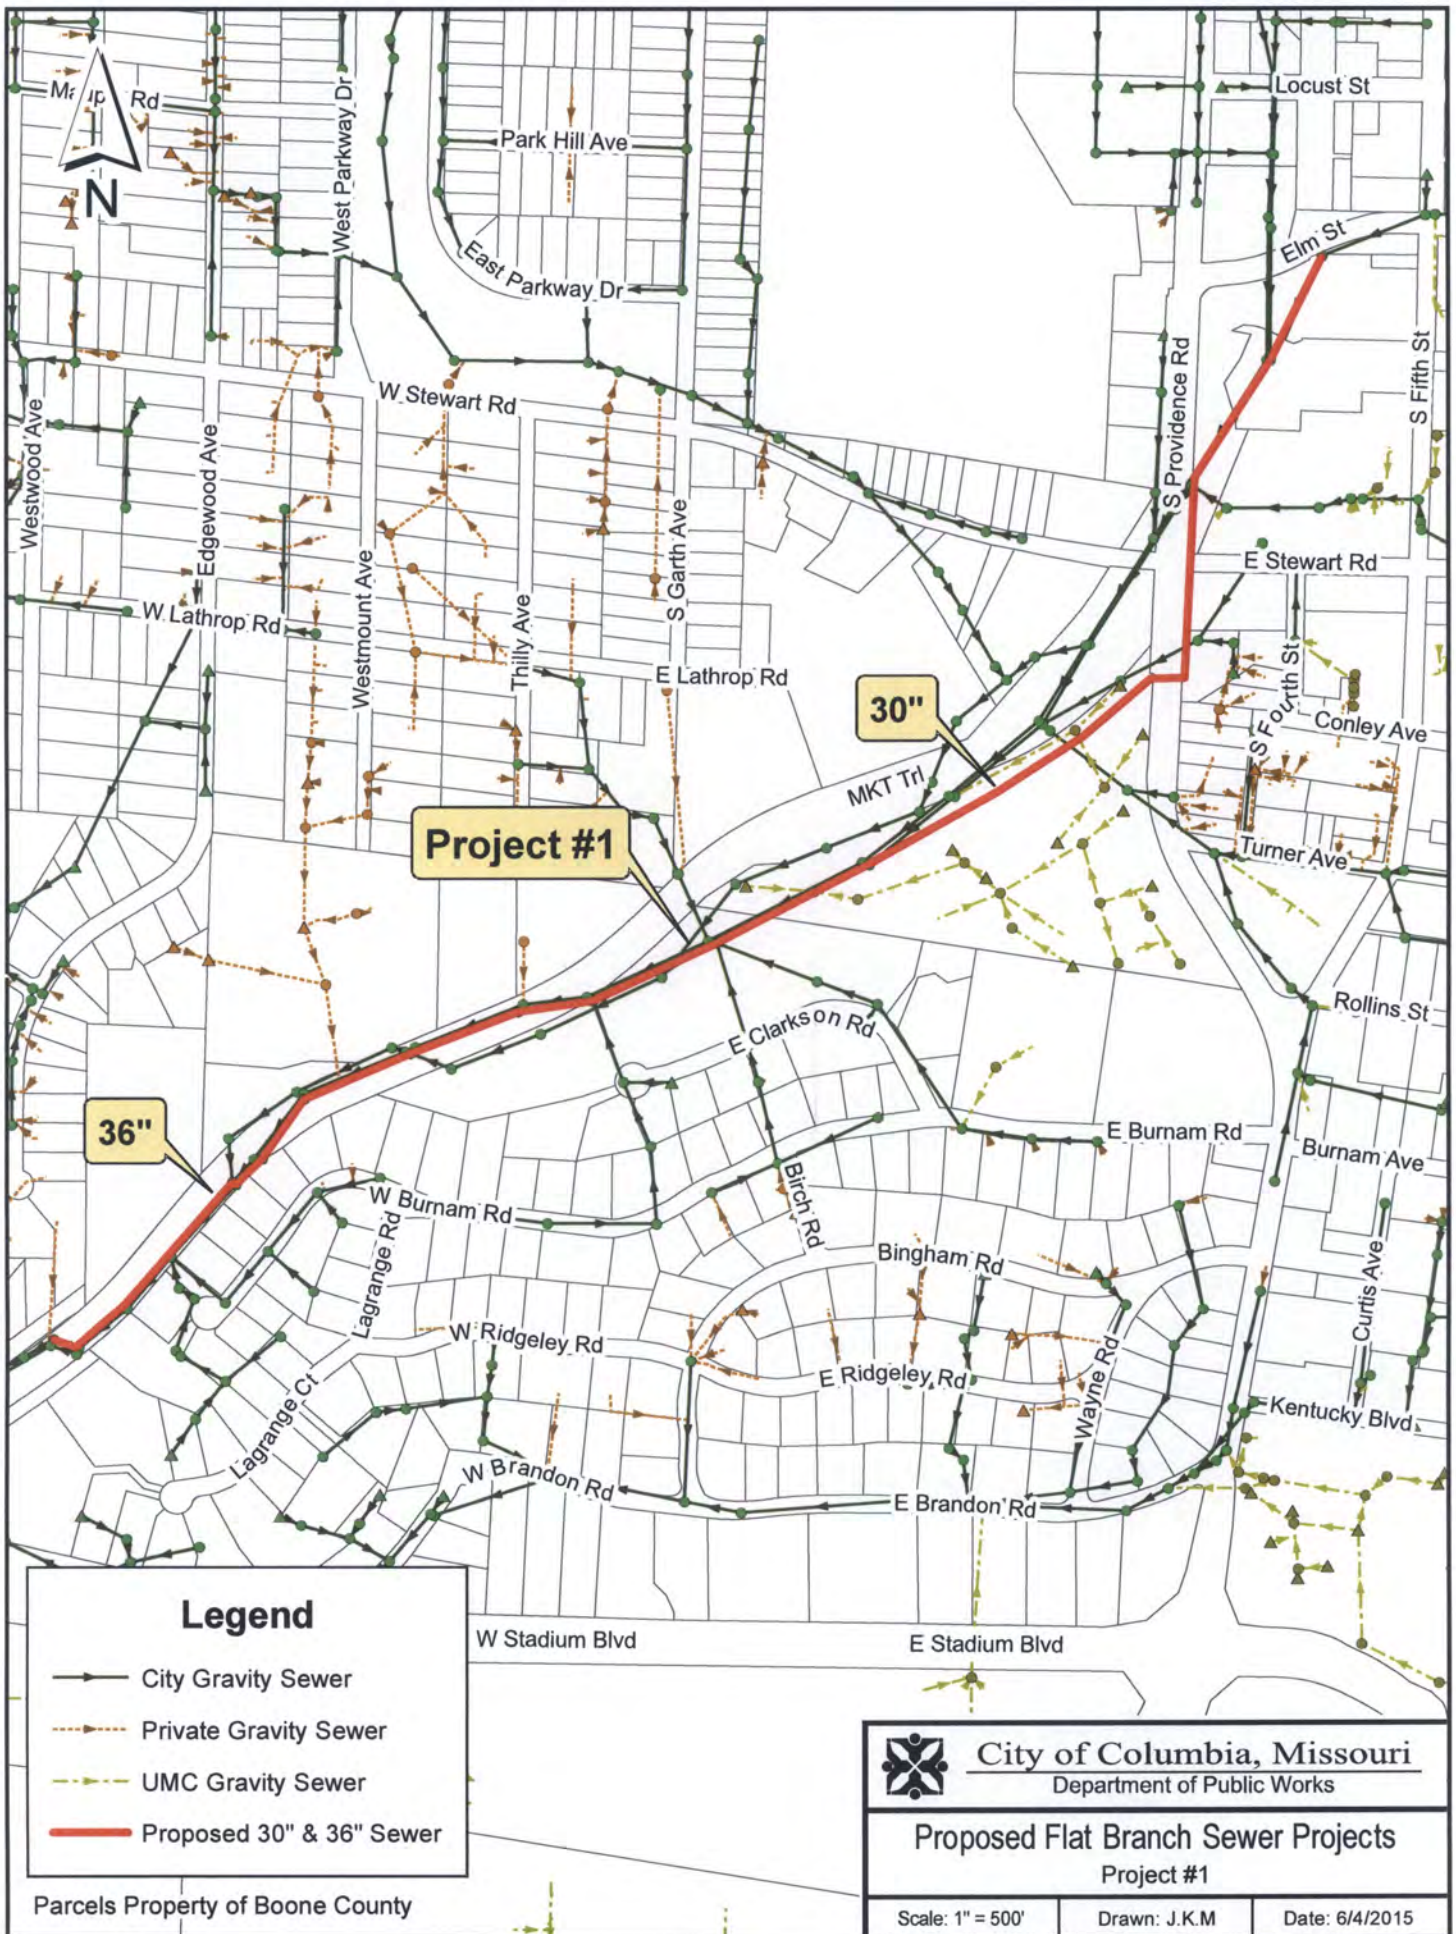 Locust St
Ma up Rd
Park Hill Ave
West Parkway Dr
N
Elm St
East Parkway Dr
S Providence Rd
S Fifth St
W Stewart Rd
Westwood Ave
Edgewood Ave
S Garth Ave
E Stewart Rd
W Lathrop Rd
Westmount Ave
Thilly Ave
E Lathrop Rd
S Fourth St
30"
Conley Ave
MKT Trl
Project #1
Turner Ave
Rollins St
E Clarkson Rd
36"
E Burnam Rd
Burnam Ave
W Burnam Rd
Birch Rd
Lagrange Rd
Bingham Rd
Curtis Ave
W Ridgeley Rd
E Ridgeley Rd
Wayne Rd
Lagrange Ct
Kentucky Blvd
W Brandon Rd
E Brandon Rd
W Stadium Blvd
E Stadium Blvd
Legend
City Gravity Sewer
Private Gravity Sewer
UMC Gravity Sewer
Proposed 30" & 36" Sewer
Parcels Property of Boone County
City of Columbia, Missouri
Department of Public Works
Proposed Flat Branch Sewer Projects
Project #1
Scale: 1" = 500'
Drawn: J.K.M
Date: 6/4/2015